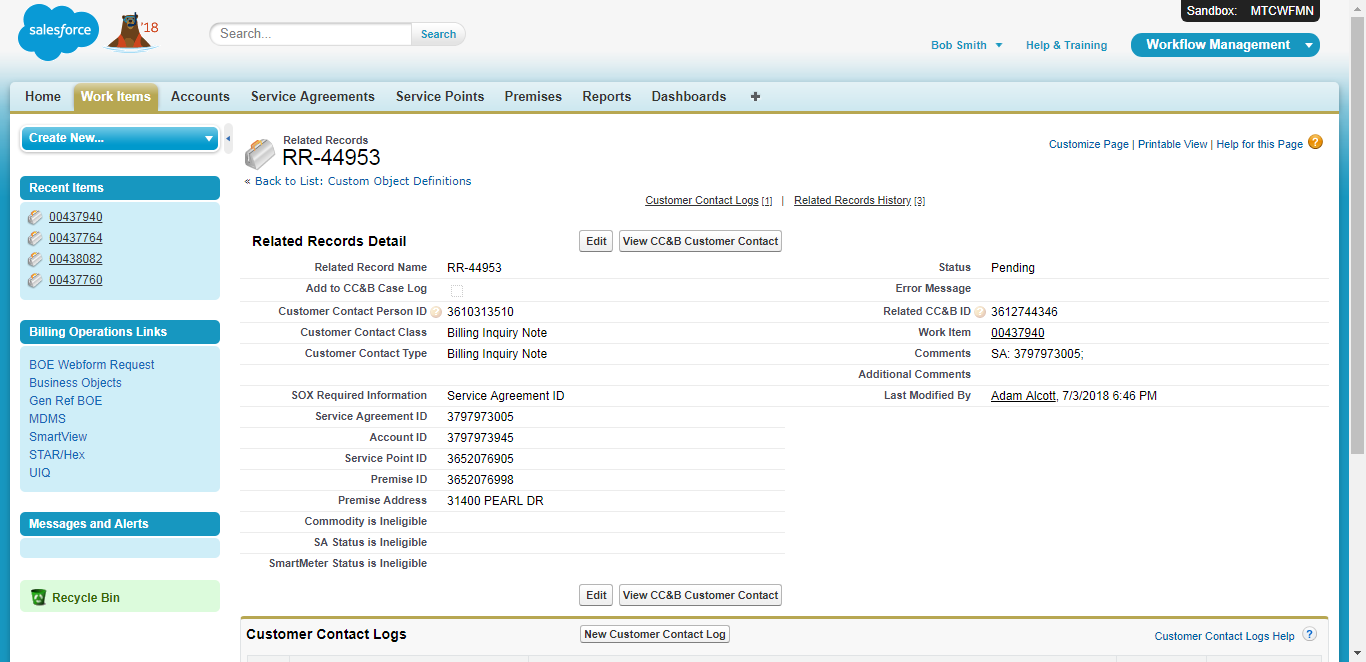 Sandbox: MTCWFMN
salesforce
'18
Search...
Search
Bob Smith
Help & Training
Workflow Management
Home
Work Items
Accounts
Service Agreements
Service Points
Premises
Reports
Dashboards
+
Create New...
Recent Items
00437940
00437764
00438082
00437760
Billing Operations Links
BOE Webform Request
Business Objects
Gen Ref BOE
MDMS
SmartView
STAR/Hex
UIQ
Messages and Alerts
Recycle Bin
Related Records
RR-44953
« Back to List: Custom Object Definitions
Customize Page | Printable View | Help for this Page ?
Customer Contact Logs [1] | Related Records History [3]
Related Records Detail
Edit
View CC&B Customer Contact
Related Record Name RR-44953
Status Pending
Add to CC&B Case Log
Error Message
Customer Contact Person ID ? 3610313510
Related CC&B ID ? 3612744346
Customer Contact Class Billing Inquiry Note
Work Item 00437940
Customer Contact Type Billing Inquiry Note
Comments SA: 3797973005;
Additional Comments
SOX Required Information Service Agreement ID
Last Modified By Adam Alcott, 7/3/2018 6:46 PM
Service Agreement ID 3797973005
Account ID 3797973945
Service Point ID 3652076905
Premise ID 3652076998
Premise Address 31400 PEARL DR
Commodity is Ineligible
SA Status is Ineligible
SmartMeter Status is Ineligible
Edit
View CC&B Customer Contact
Customer Contact Logs
New Customer Contact Log
Customer Contact Logs Help ?